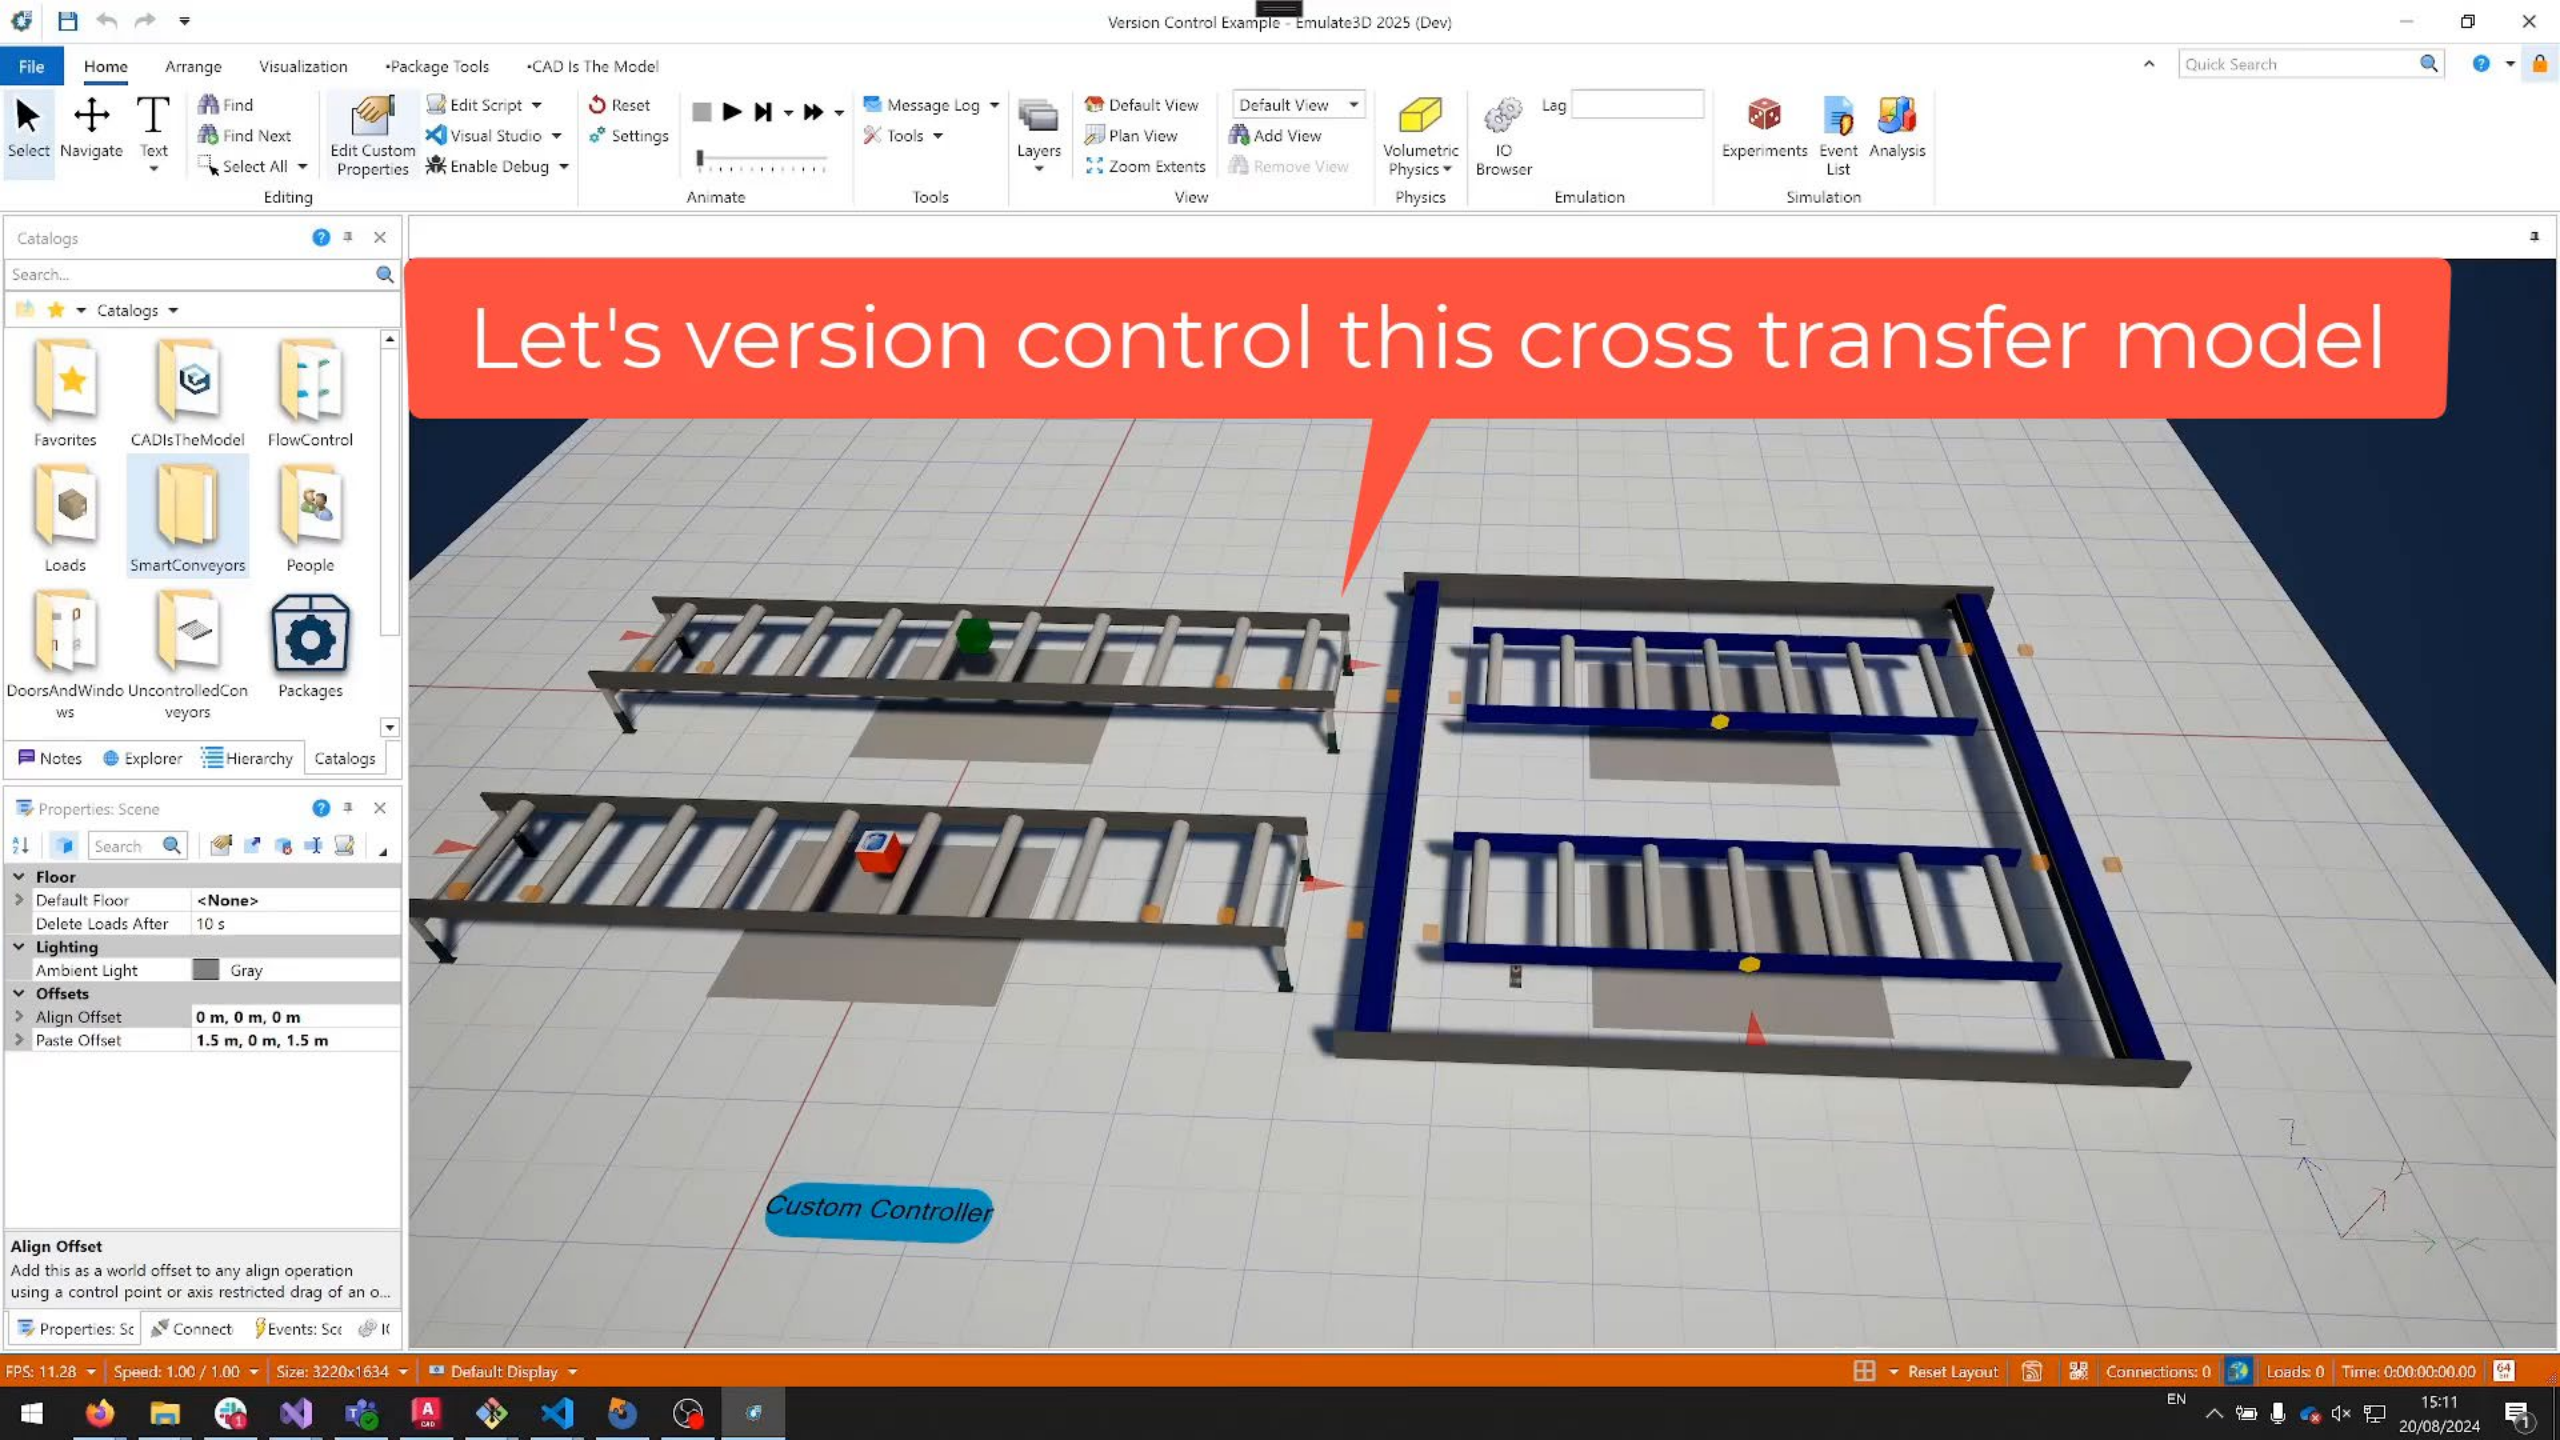 Version Control Example - Emulate3D 2025 (Dev)
File Home Arrange Visualization •Package Tools •CAD Is The Model Quick Search
Select Navigate Text
Find
Find Next
Select All
Edit Custom Properties
Edit Script
Visual Studio
Enable Debug
Editing
Reset
Settings
Animate
Message Log
Tools
Tools
Layers
Default View
Plan View
Zoom Extents
Default View
Add View
Remove View
View
Volumetric Physics
Physics
IO Browser
Lag
Emulation
Experiments Event List Analysis
Simulation
Catalogs
Search...
Catalogs
Favorites CADIsTheModel FlowControl
Loads SmartConveyors People
DoorsAndWindo
ws
UncontrolledCon
veyors
Packages
Notes Explorer Hierarchy Catalogs
Properties: Scene
Search
Floor
Default Floor <None>
Delete Loads After 10 s
Lighting
Ambient Light Gray
Offsets
Align Offset 0 m, 0 m, 0 m
Paste Offset 1.5 m, 0 m, 1.5 m
Align Offset
Add this as a world offset to any align operation
using a control point or axis restricted drag of an o...
Properties: Sc Connect Events: Sce
Let's version control this cross transfer model
Custom Controller
Z
Y
X
FPS: 11.28 Speed: 1.00 / 1.00 Size: 3220x1634 Default Display Reset Layout Connections: 0 Loads: 0 Time: 0:00:00:00.00 64
EN
15:11
20/08/2024